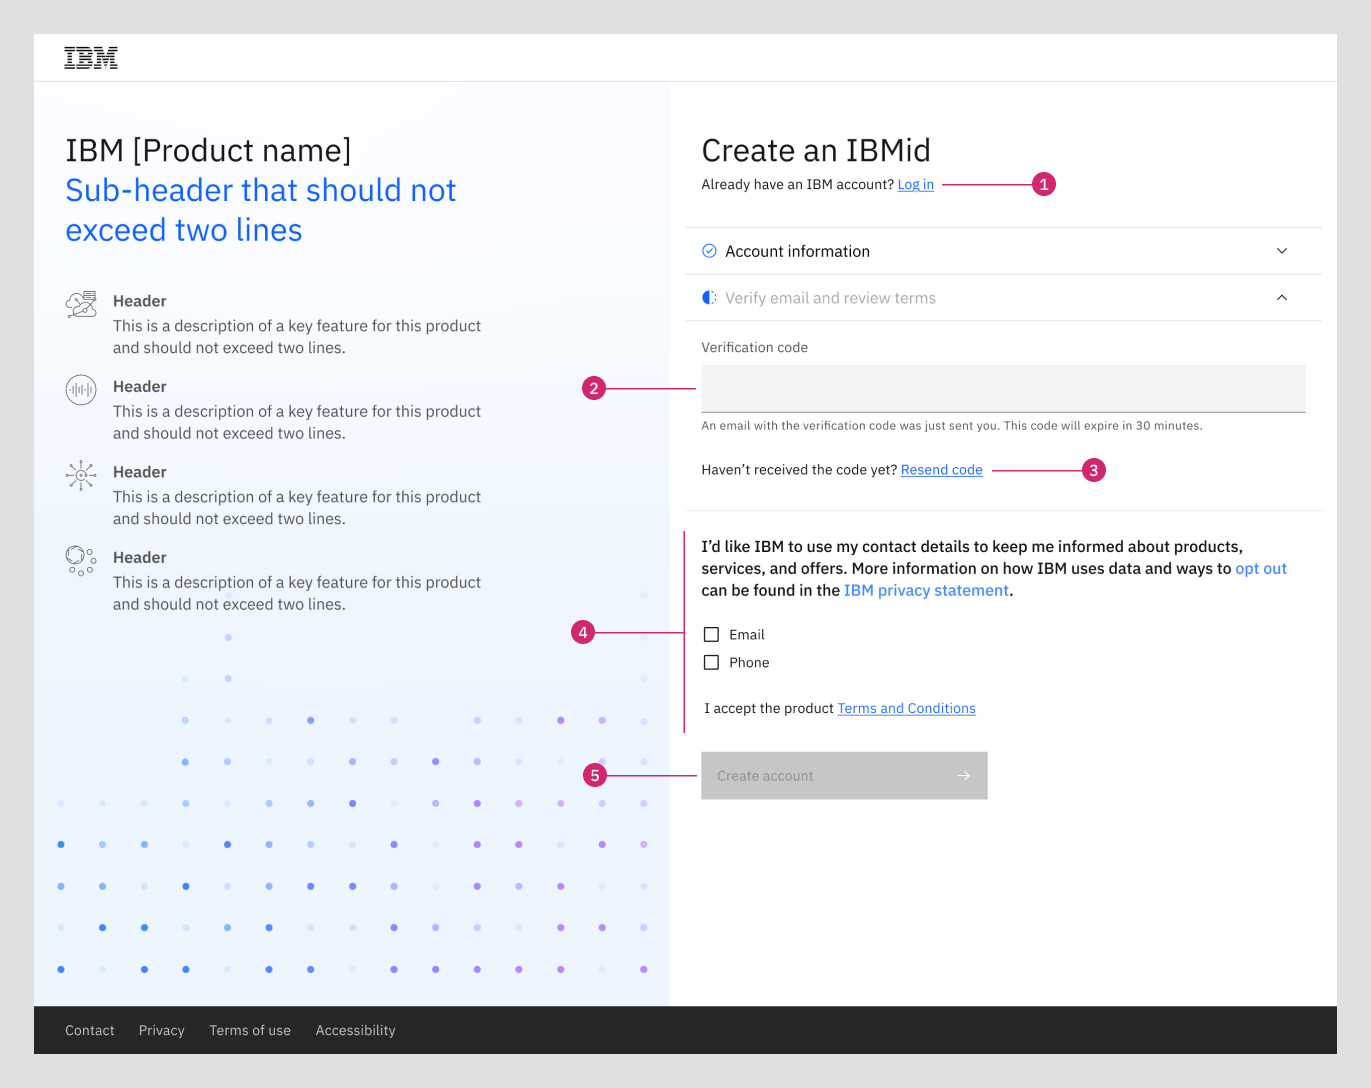 IBM
IBM [Product name]
Sub-header that should not
exceed two lines
Header
This is a description of a key feature for this product
and should not exceed two lines.
Header
This is a description of a key feature for this product
and should not exceed two lines.
Header
This is a description of a key feature for this product
and should not exceed two lines.
Header
This is a description of a key feature for this product
and should not exceed two lines.
Create an IBMid
Already have an IBM account? Log in
1
Account information
Verify email and review terms
Verification code
2
An email with the verification code was just sent you. This code will expire in 30 minutes.
Haven’t received the code yet? Resend code
3
I’d like IBM to use my contact details to keep me informed about products,
services, and offers. More information on how IBM uses data and ways to opt out
can be found in the IBM privacy statement.
4
Email
Phone
I accept the product Terms and Conditions
5
Create account
Contact Privacy Terms of use Accessibility